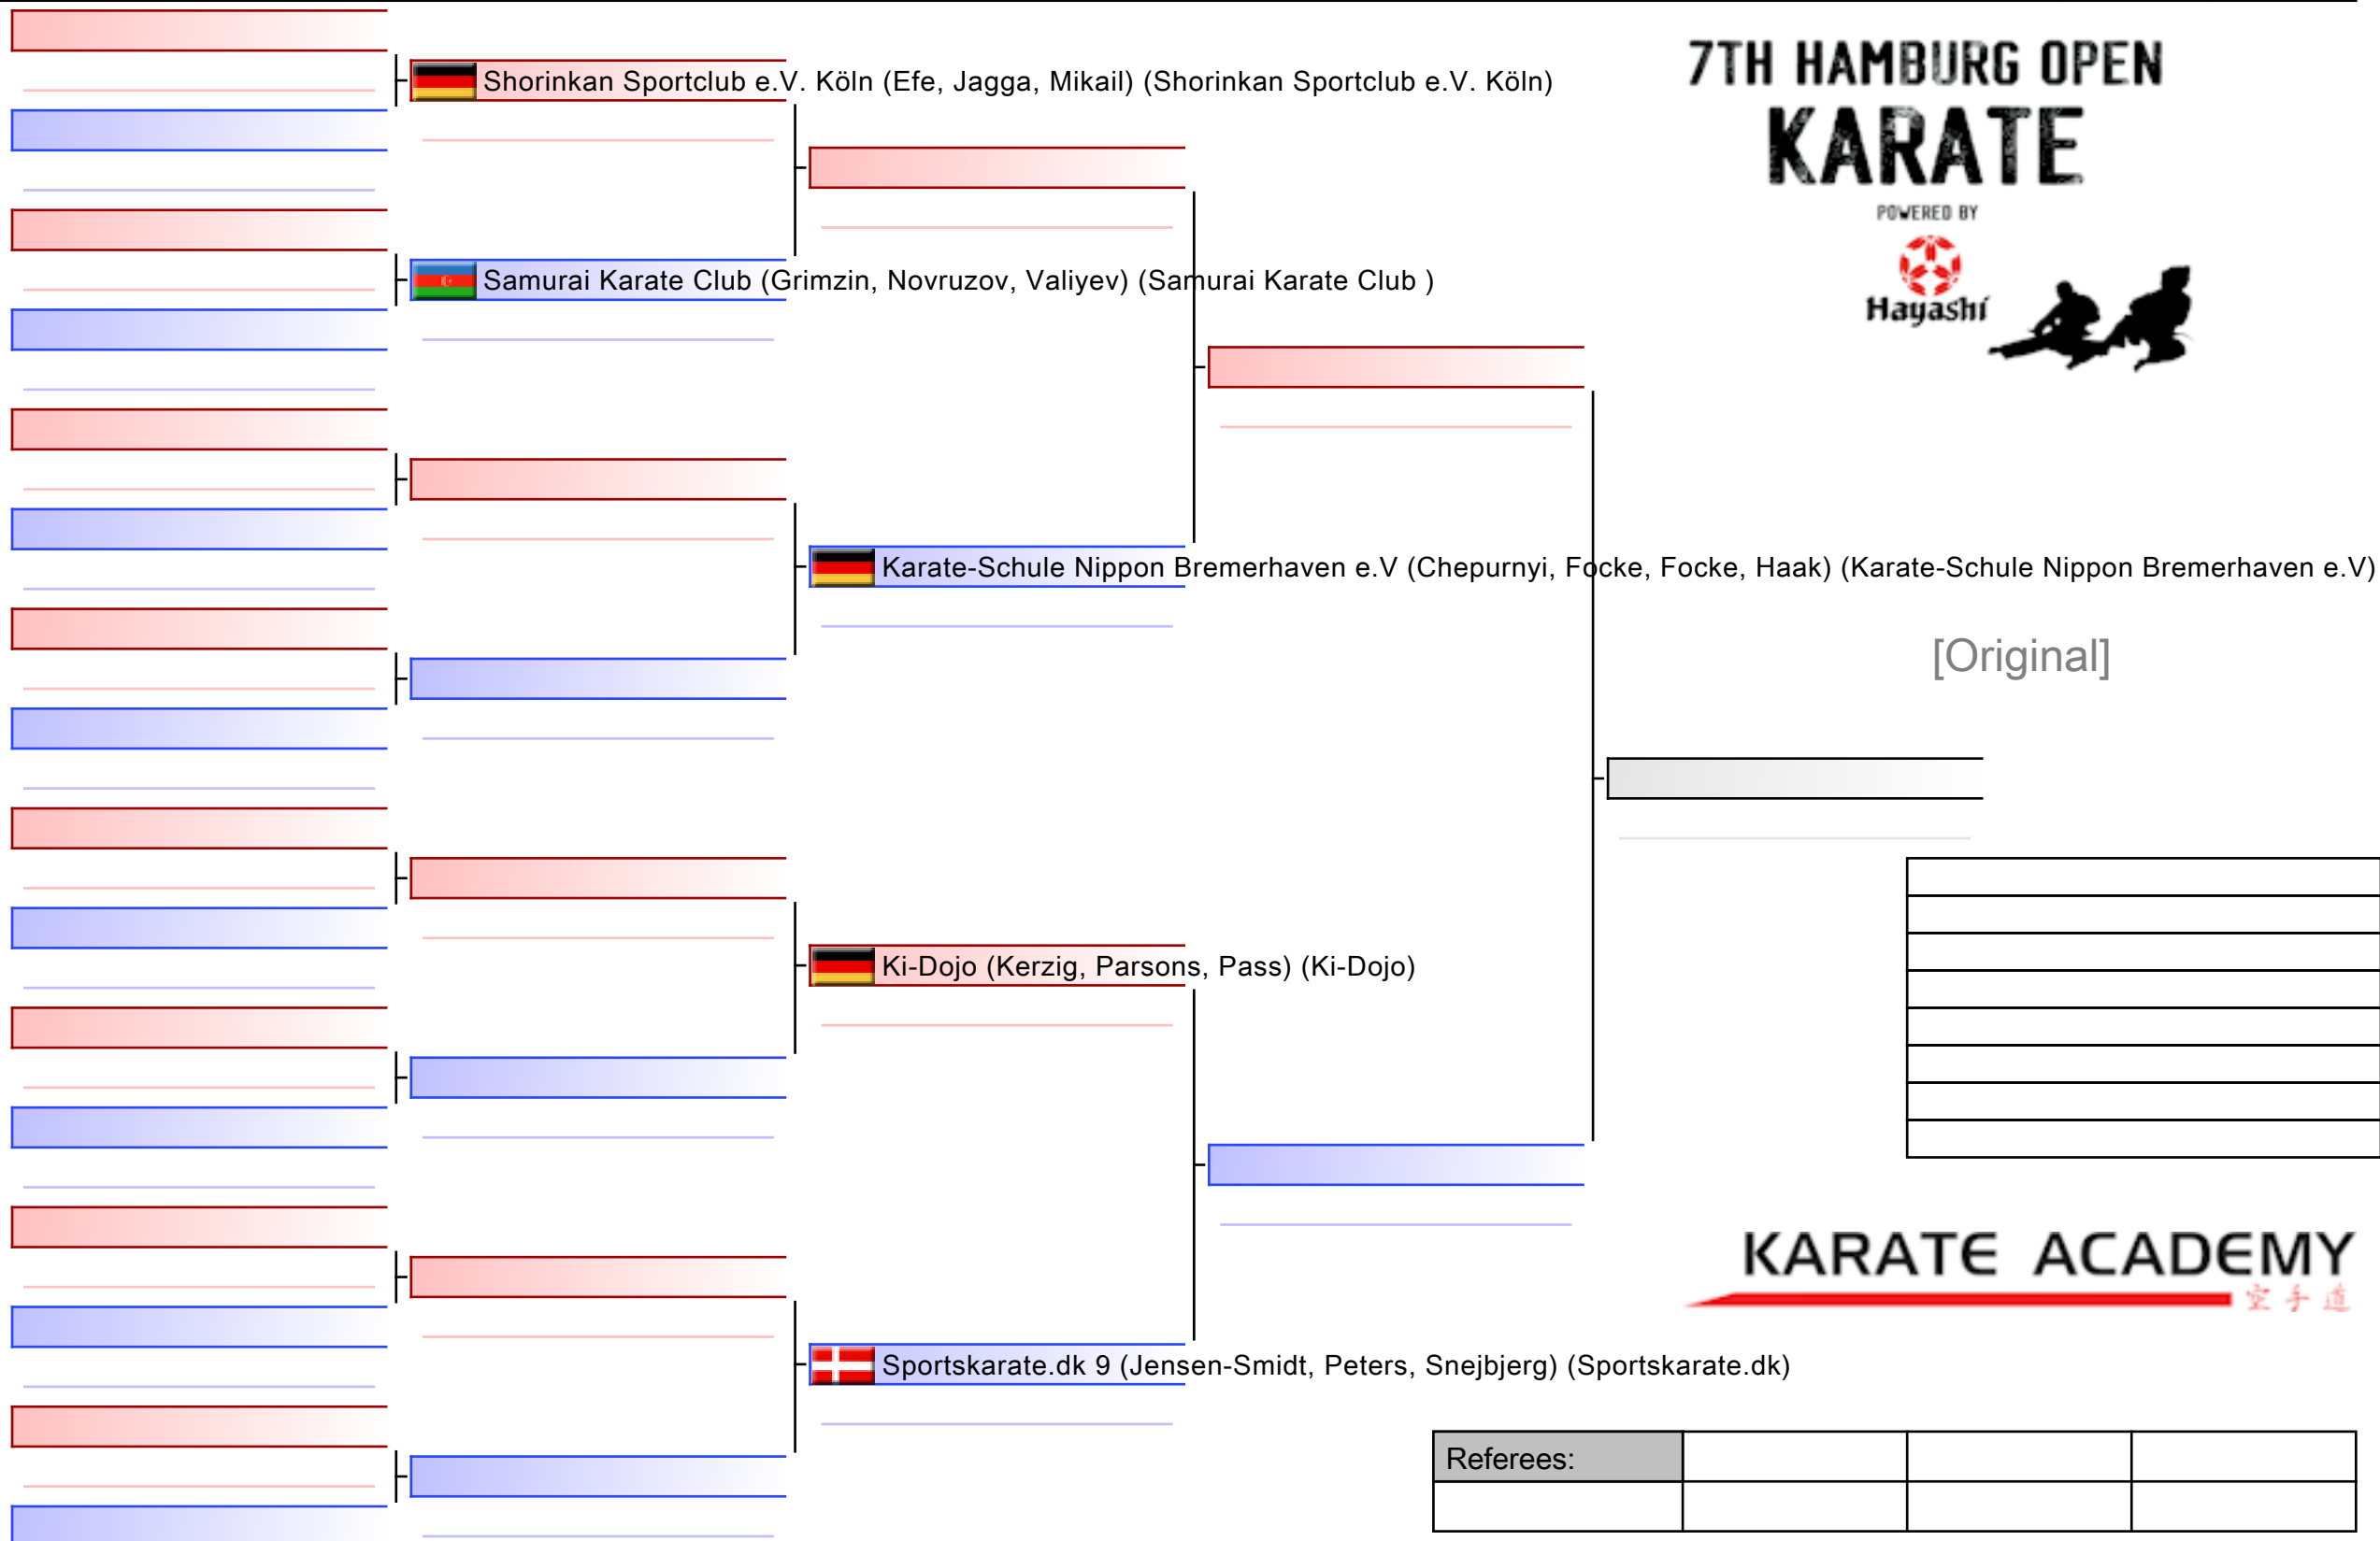 7TH HAMBURG OPEN
KARATE
POWERED BY
Hayashi
Shorinkan Sportclub e.V. Köln (Efe, Jagga, Mikail) (Shorinkan Sportclub e.V. Köln)
Samurai Karate Club (Grimzin, Novruzov, Valiyev) (Samurai Karate Club )
Karate-Schule Nippon Bremerhaven e.V (Chepurnyi, Focke, Focke, Haak) (Karate-Schule Nippon Bremerhaven e.V)
[Original]
Ki-Dojo (Kerzig, Parsons, Pass) (Ki-Dojo)
KARATE ACADEMY
空手道
Sportskarate.dk 9 (Jensen-Smidt, Peters, Snejbjerg) (Sportskarate.dk)
Referees: